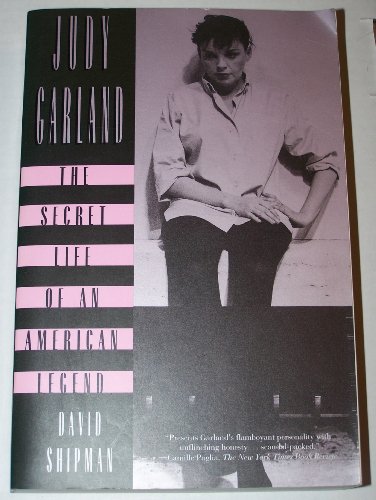 JUDY
GARLAND
THE
SECRET
LIFE
OF AN
AMERICAN
LEGEND
DAVID
SHIPMAN
"Presents Garland's flamboyant personality with
unflinching honesty . . . scandal-packed."
—Camille Paglia, The New York Times Book Review